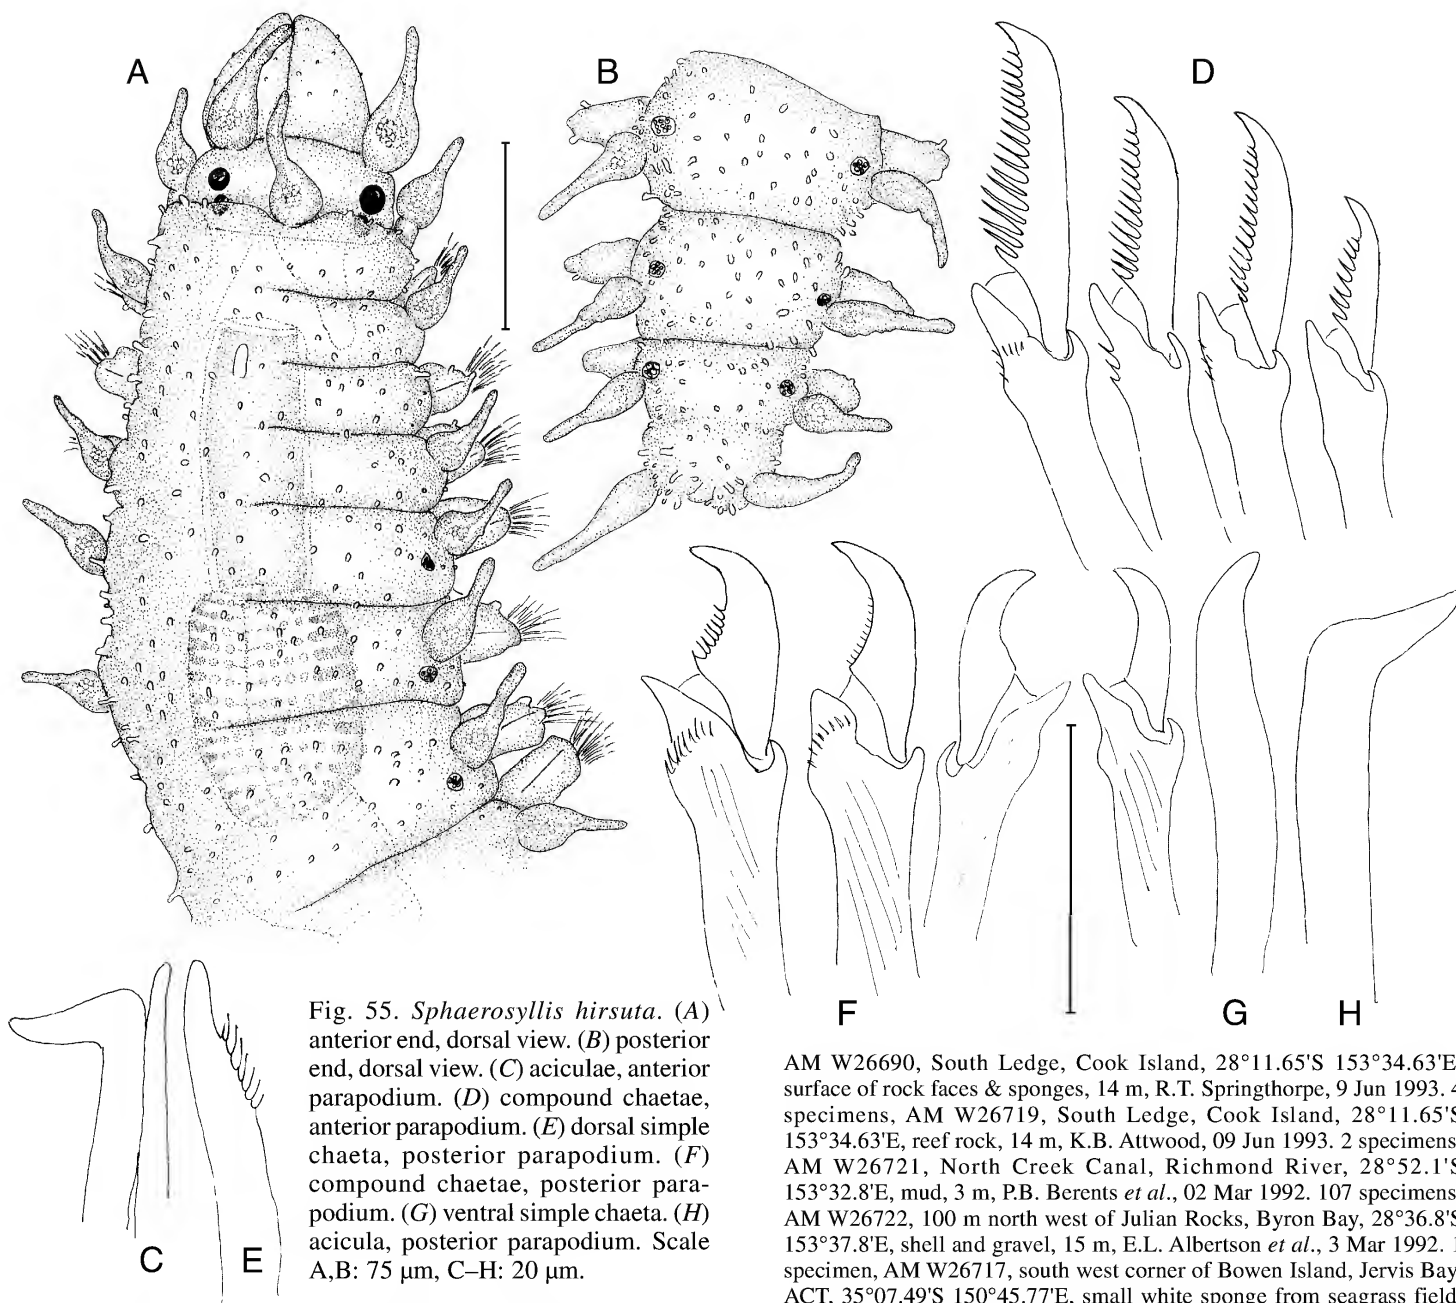 A
B
D
F
G
H
C
E
Fig. 55. Sphaerosyllis hirsuta. (A)
anterior end, dorsal view. (B) posterior
end, dorsal view. (C) aciculae, anterior
parapodium. (D) compound chaetae,
anterior parapodium. (E) dorsal simple
chaeta, posterior parapodium. (F)
compound chaetae, posterior para-
podium. (G) ventral simple chaeta. (H)
acicula, posterior parapodium. Scale
A,B: 75 µm, C–H: 20 µm.
AM W26690, South Ledge, Cook Island, 28°11.65'S 153°34.63'E
surface of rock faces & sponges, 14 m, R.T. Springthorpe, 9 Jun 1993.
specimens, AM W26719, South Ledge, Cook Island, 28°11.65'S
153°34.63'E, reef rock, 14 m, K.B. Attwood, 09 Jun 1993. 2 specimens
AM W26721, North Creek Canal, Richmond River, 28°52.1'S
153°32.8'E, mud, 3 m, P.B. Berents et al., 02 Mar 1992. 107 specimens
AM W26722, 100 m north west of Julian Rocks, Byron Bay, 28°36.8'S
153°37.8'E, shell and gravel, 15 m, E.L. Albertson et al., 3 Mar 1992. 1
specimen, AM W26717, south west corner of Bowen Island, Jervis Bay
ACT, 35°07.49'S 150°45.77'E, small white sponge from seagrass field